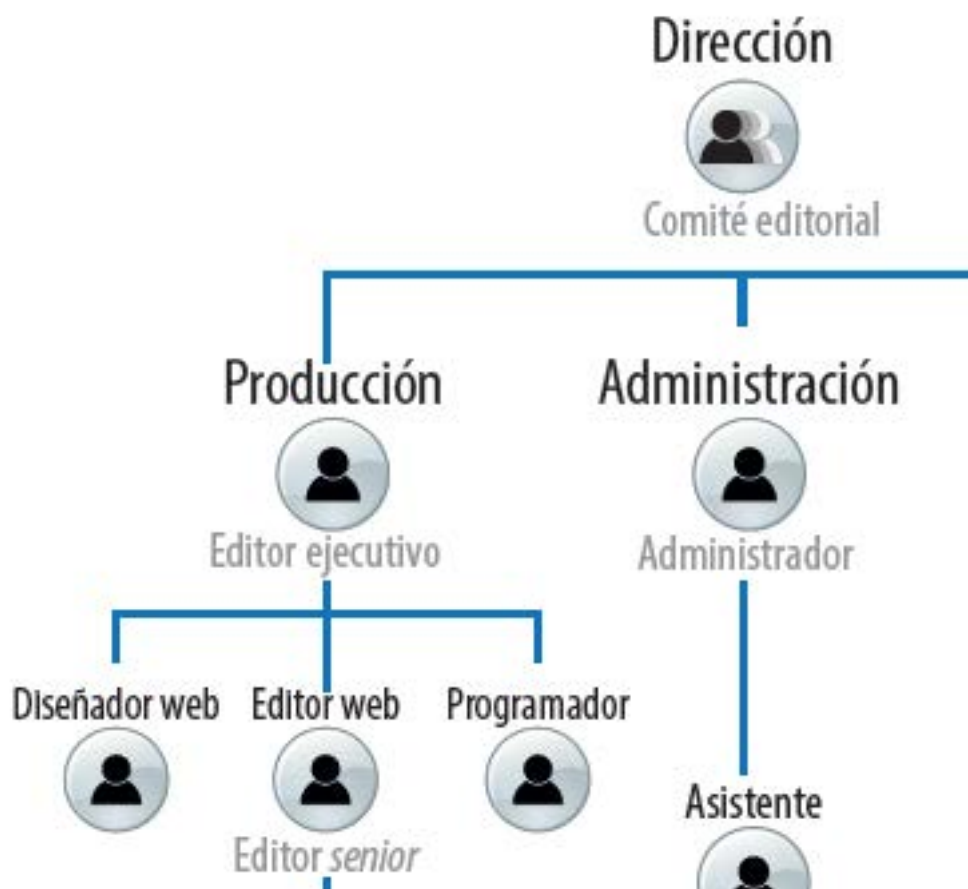 Dirección
Comité editorial
Producción
Administración
Editor ejecutivo
Administrador
Diseñador web
Editor web
Programador
Editor senior
Asistente